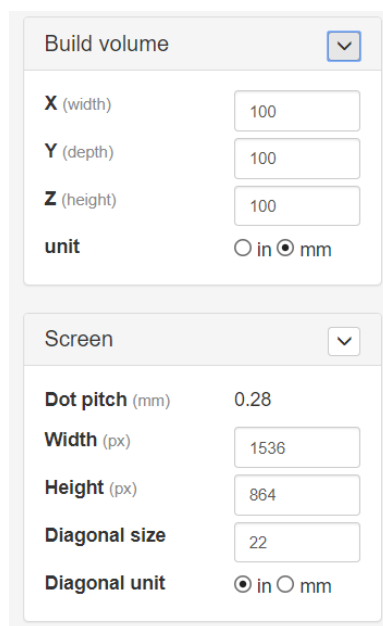 Build volume
X (width) 100
Y (depth) 100
Z (height) 100
unit in mm
Screen
Dot pitch (mm) 0.28
Width (px) 1536
Height (px) 864
Diagonal size 22
Diagonal unit in mm